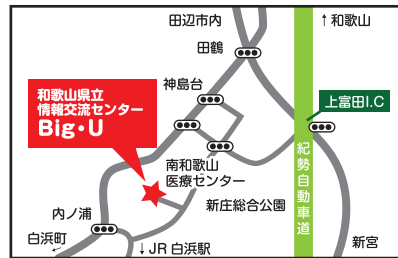 田辺市内
↑和歌山
田鶴
神島台
和歌山県立
情報交流センター
Big・U
上富田I.C
南和歌山
医療センター
紀勢自動車道
新庄総合公園
内ノ浦
白浜町
↓JR白浜駅
新宮